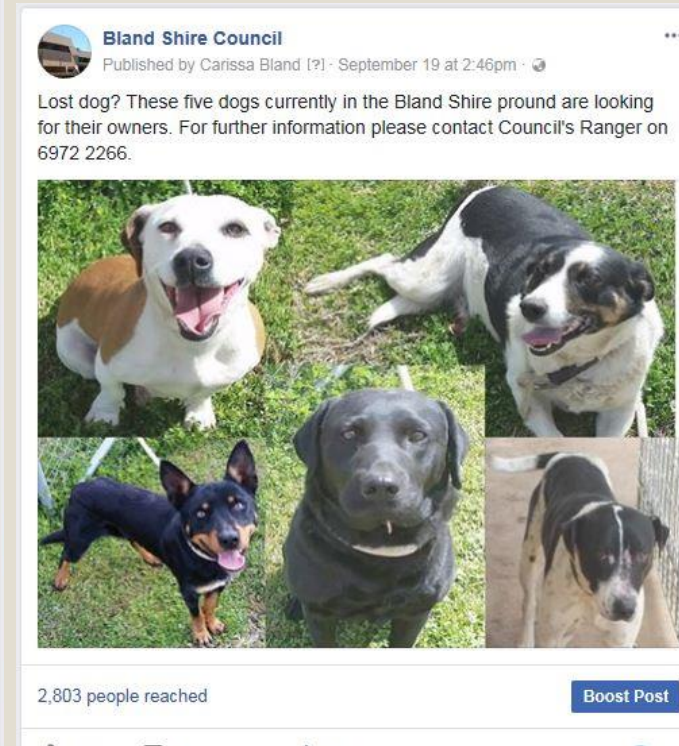 Bland Shire Council
Published by Carissa Bland [?] · September 19 at 2:46pm ·
Lost dog? These five dogs currently in the Bland Shire pround are looking
for their owners. For further information please contact Council's Ranger on
6972 2266.
2,803 people reached
Boost Post